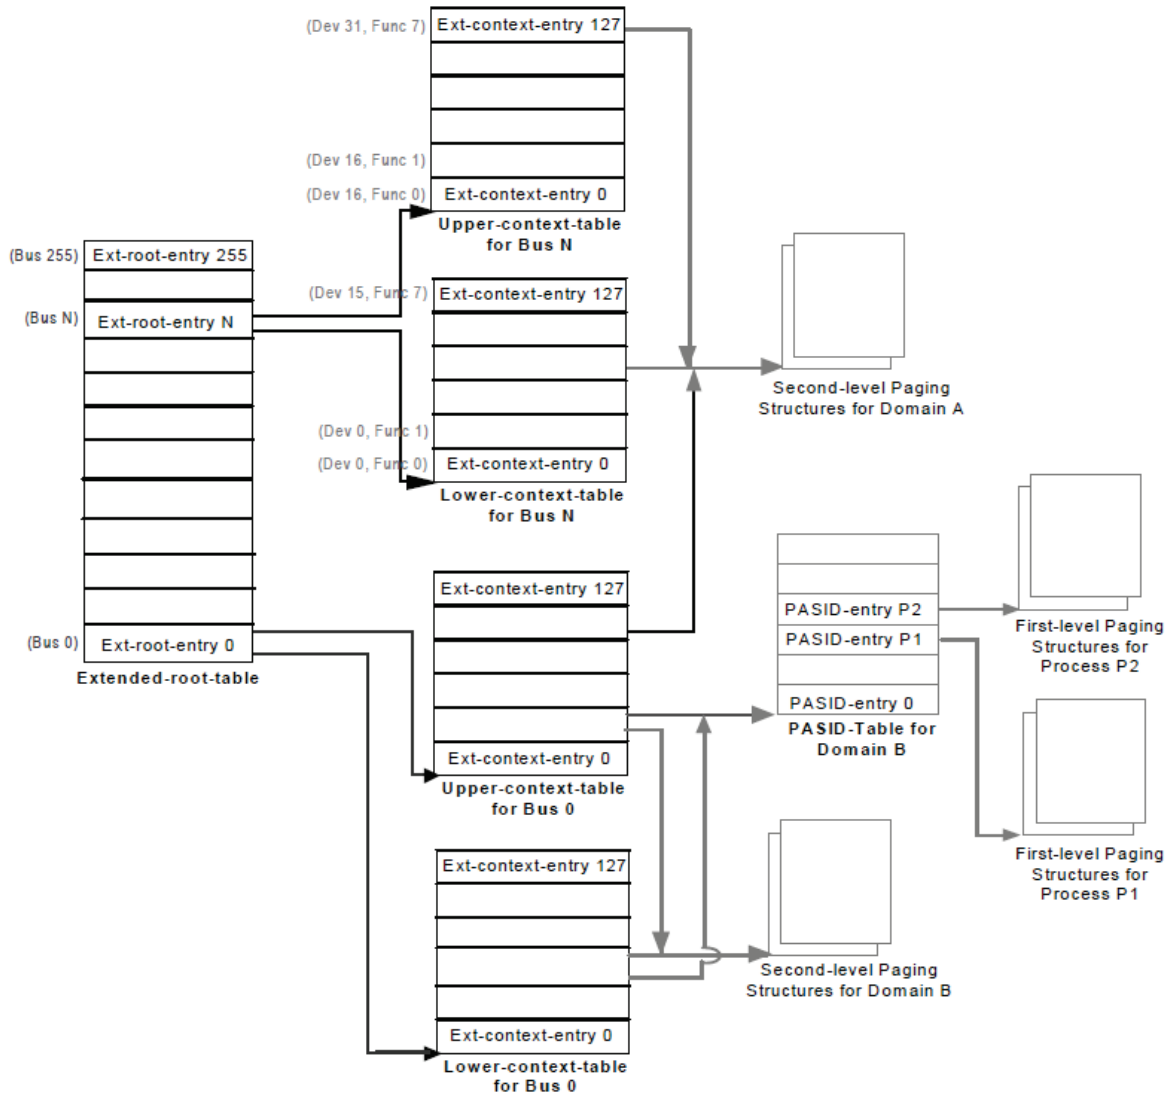 (Dev 31, Func 7)
Ext-context-entry 127
(Dev 16, Func 1)
(Dev 16, Func 0)
Ext-context-entry 0
Upper-context-table
for Bus N
(Bus 255)
Ext-root-entry 255
(Bus N)
Ext-root-entry N
(Bus 0)
Ext-root-entry 0
Extended-root-table
(Dev 15, Func 7)
Ext-context-entry 127
(Dev 0, Func 1)
(Dev 0, Func 0)
Ext-context-entry 0
Lower-context-table
for Bus N
Second-level Paging
Structures for Domain A
Ext-context-entry 127
Ext-context-entry 0
Upper-context-table
for Bus 0
PASID-entry P2
PASID-entry P1
PASID-entry 0
PASID-Table for
Domain B
First-level Paging
Structures for
Process P2
First-level Paging
Structures for
Process P1
Ext-context-entry 127
Ext-context-entry 0
Lower-context-table
for Bus 0
Second-level Paging
Structures for Domain B